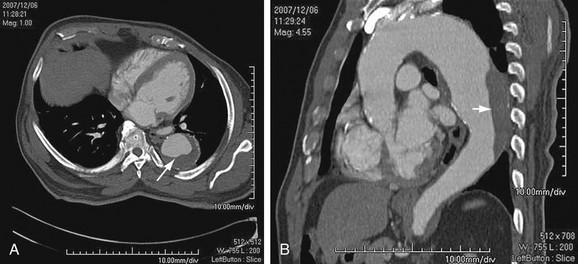 2007/12/06
11:28:21
Mag: 1.00
10.00mm/div
10.00mm/div
512 x 512
W: 755 L: 200
LeftButton: Slice
A
2007/12/06
11:29:24
Mag: 4.55
10.00mm/div
10.00mm/div
512 x 708
W: 755 L: 200
LeftButton: Slice
B